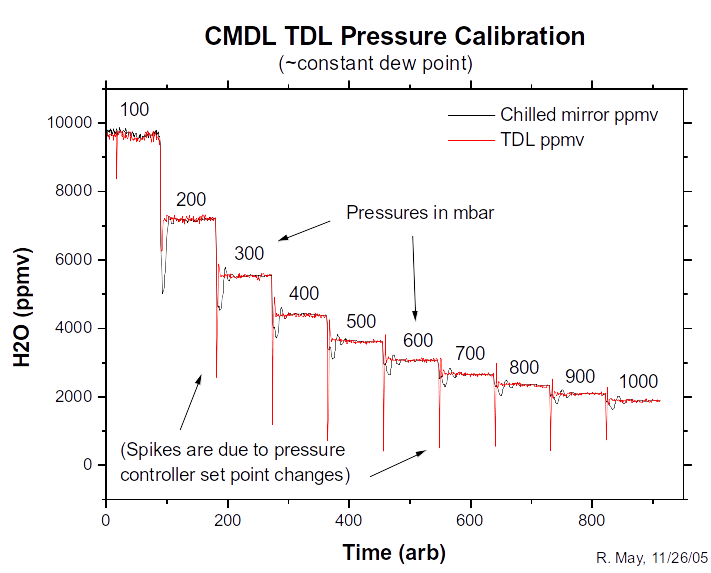 CMDL TDL Pressure Calibration
(~constant dew point)
100
Chilled mirror ppmv
TDL ppmv
200
Pressures in mbar
300
400
500
600
700
800
900
1000
(Spikes are due to pressure
controller set point changes)
H2O (ppmv)
10000
8000
6000
4000
2000
0
0
200
400
600
800
Time (arb)
R. May, 11/26/05